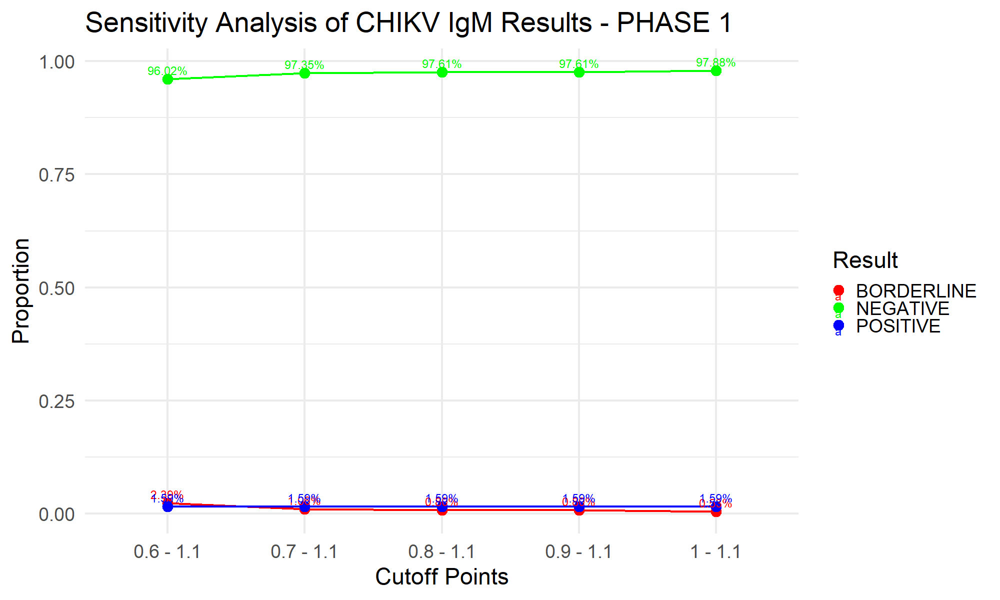 Sensitivity Analysis of CHIKV IgM Results - PHASE 1
1.00
0.75
0.50
0.25
0.00
Proportion
96.02%
97.35%
97.61%
97.61%
97.88%
2.39%
1.59%
1.59%
1.59%
1.59%
1.59%
0.6 - 1.1
0.7 - 1.1
0.8 - 1.1
0.9 - 1.1
1 - 1.1
Cutoff Points
Result
a BORDERLINE
a NEGATIVE
a POSITIVE